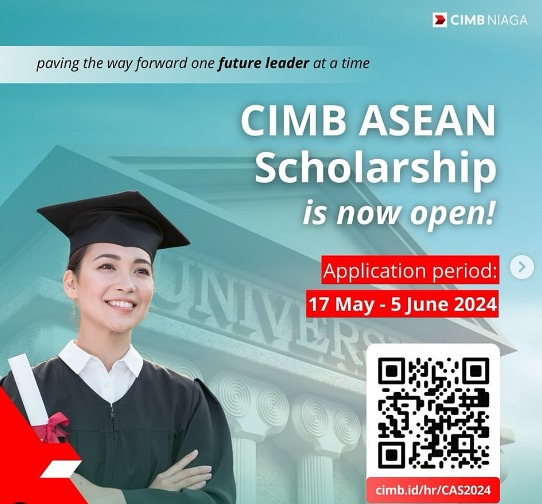 CIMB NIAGA
paving the way forward one future leader at a time
CIMB ASEAN
Scholarship
is now open!
Application period:
17 May - 5 June 2024
UNIVERS
cimb.id/hr/CAS2024